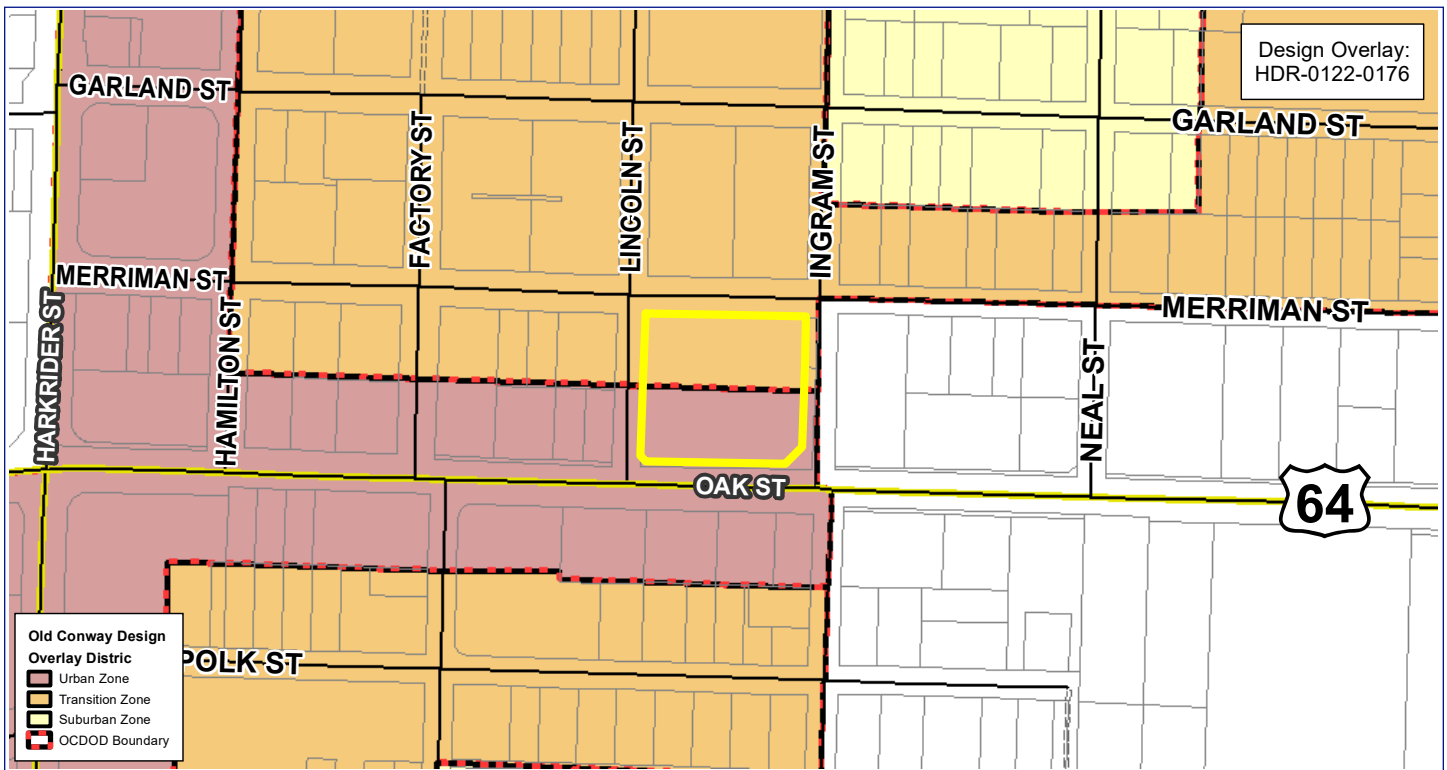 Design Overlay:
HDR-0122-0176
GARLAND ST
GARLAND ST
FACTORY ST
LINCOLN ST
INGRAM ST
MERRIMAN ST
MERRIMAN ST
HARKRIDER ST
HAMILTON ST
NEAL ST
OAK ST
64
POLK ST
Old Conway Design
Overlay Distric
Urban Zone
Transition Zone
Suburban Zone
OCDOD Boundary